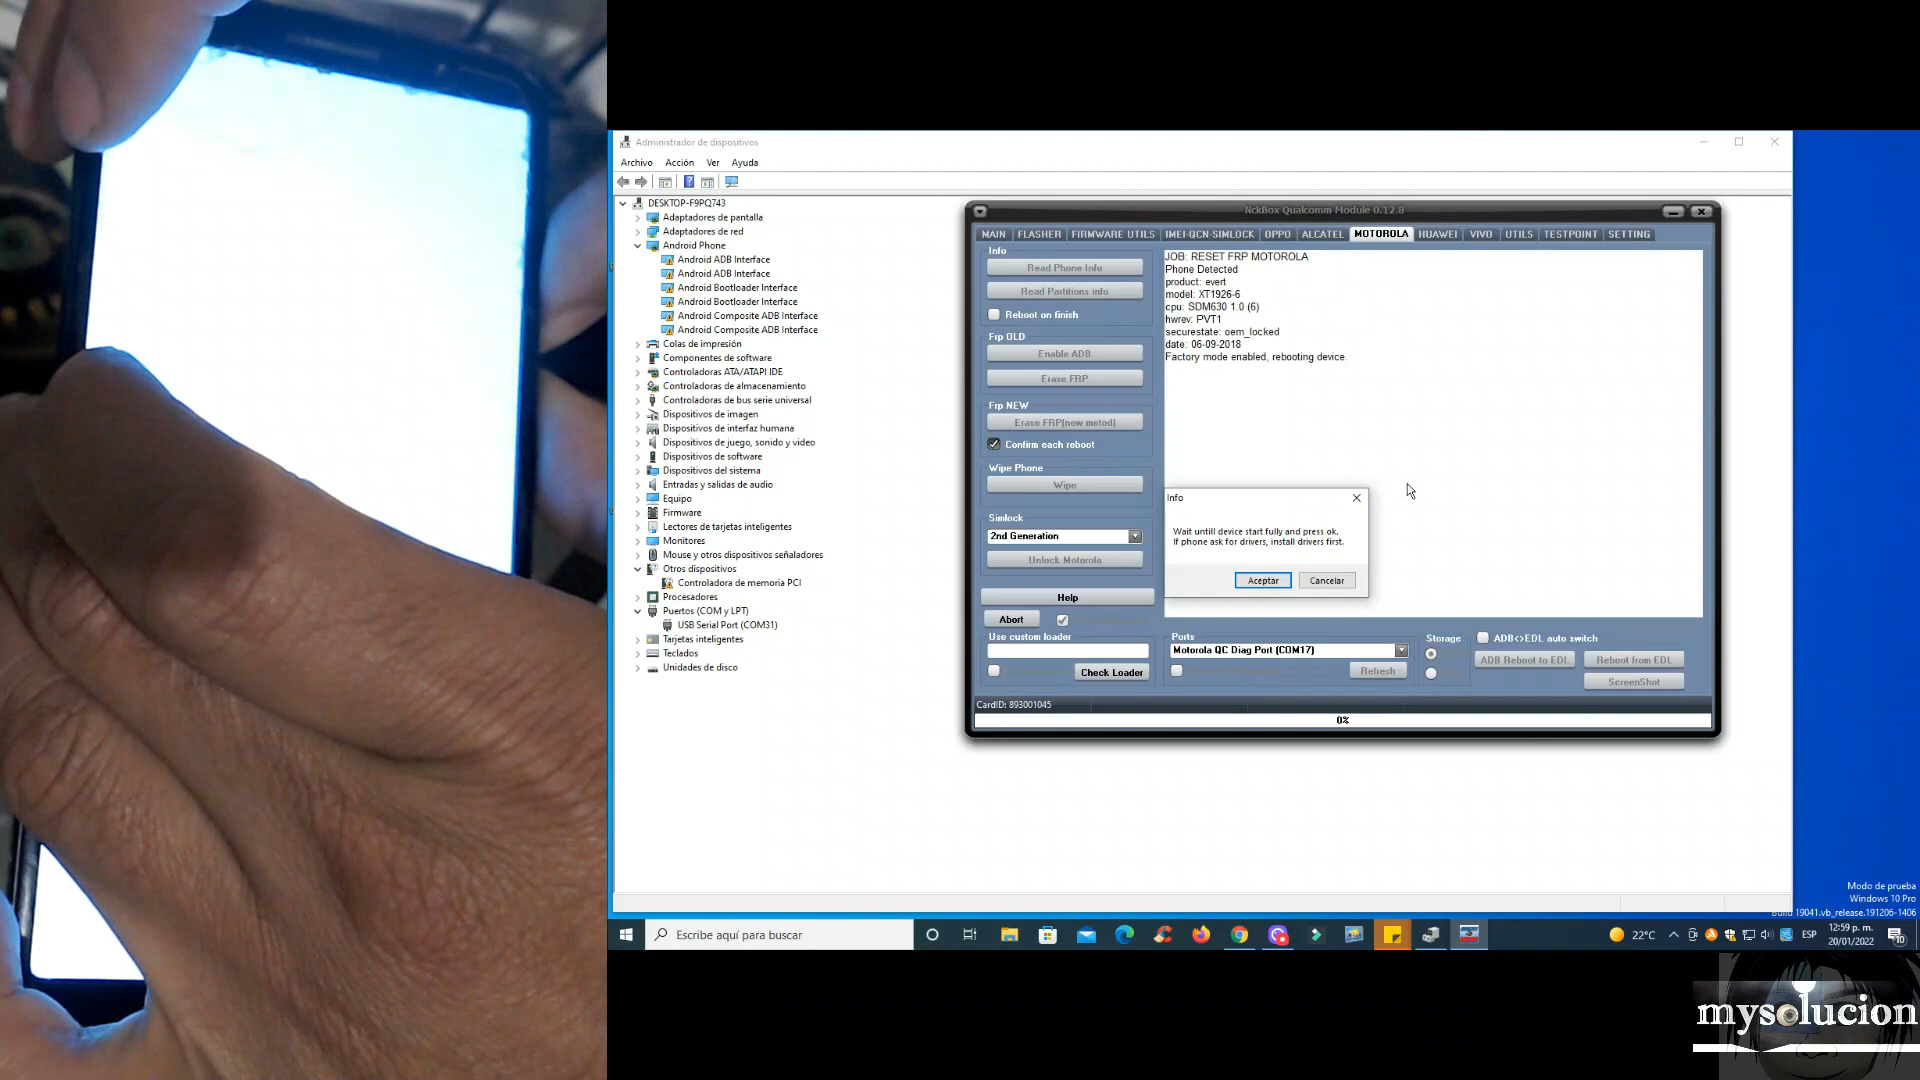 Administrador de dispositivos
Archivo Acción Ver Ayuda
DESKTOP-F9PQ743
Adaptadores de pantalla
Adaptadores de red
Android Phone
Android ADB Interface
Android ADB Interface
Android Bootloader Interface
Android Bootloader Interface
Android Composite ADB Interface
Android Composite ADB Interface
Colas de impresión
Componentes de software
Controladoras ATA/ATAPI IDE
Controladoras de almacenamiento
Controladoras de bus serie universal
Dispositivos de imagen
Dispositivos de interfaz humana
Dispositivos de juego, sonido y video
Dispositivos de software
Dispositivos del sistema
Entradas y salidas de audio
Equipo
Firmware
Lectores de tarjetas inteligentes
Monitores
Mouse y otros dispositivos señaladores
Otros dispositivos
Controladora de memoria PCI
Procesadores
Puertos (COM y LPT)
USB Serial Port (COM31)
Tarjetas inteligentes
Teclados
Unidades de disco
NckBox Qualcomm Module 0.12.8
MAIN FLASHER FIRMWARE UTILS IMEI-QCN-SIMLOCK OPPO ALCATEL MOTOROLA HUAWEI VIVO UTILS TESTPOINT SETTING
Info
Read Phone Info
Read Partitions info
Reboot on finish
Frp OLD
Enable ADB
Erase FRP
Frp NEW
Erase FRP(new metod)
Confirm each reboot
Wipe Phone
Wipe
Simlock
2nd Generation
Unlock Motorola
Help
Abort
Use custom loader
Check Loader
JOB: RESET FRP MOTOROLA
Phone Detected
product: evert
model: XT1926-6
cpu: SDM630 1.0 (6)
hwrev: PVT1
securestate: oem_locked
date: 06-09-2018
Factory mode enabled, rebooting device.
Info
Wait untill device start fully and press ok.
If phone ask for drivers, install drivers first.
Aceptar Cancelar
Ports
Motorola QC Diag Port (COM17)
Refresh
Storage
ADB<>EDL auto switch
ADB Reboot to EDL Reboot from EDL
ScreenShot
CardID: 893001045
0%
Modo de prueba
Windows 10 Pro
Build 19041.vb_release.191206-1406
Escribe aquí para buscar
22°C
ESP
12:59 p. m.
20/01/2022
10
mysolucion